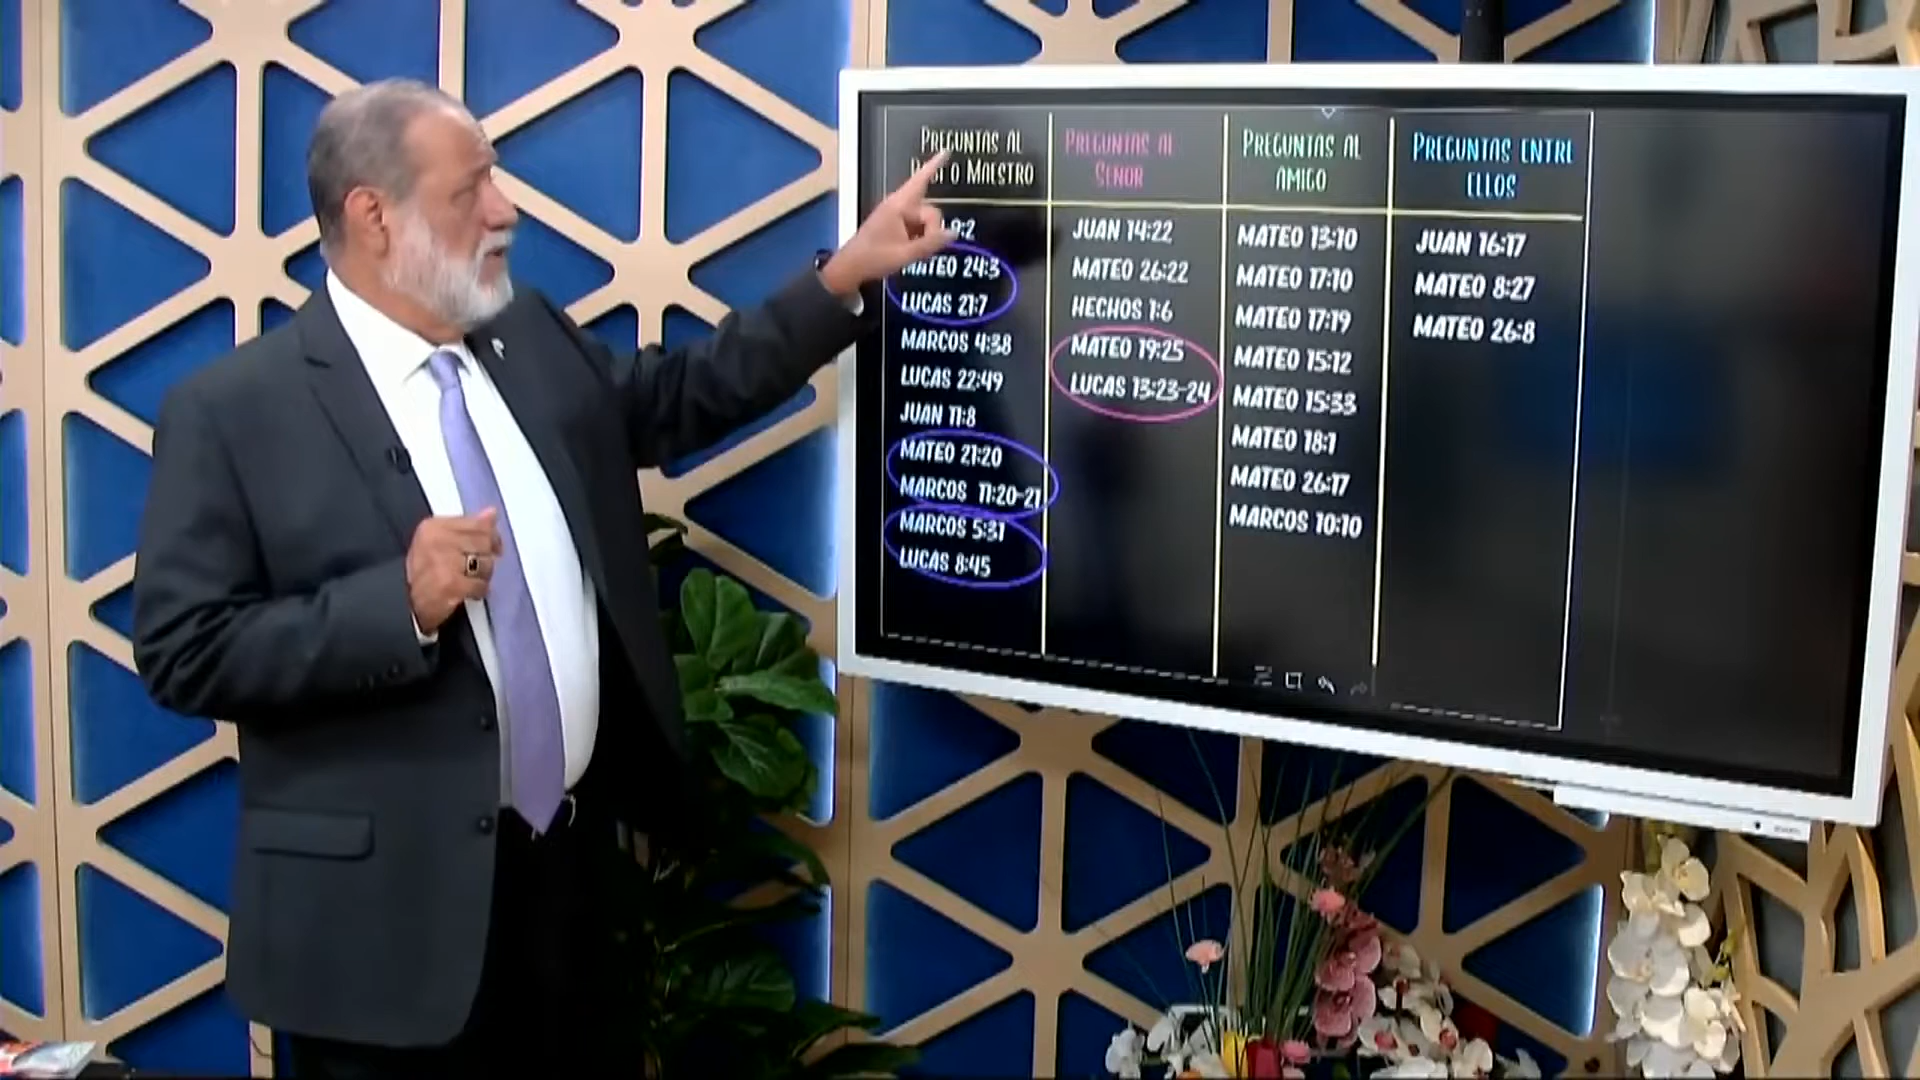 PREGUNTAS AL
O MAESTRO
9:2
MATEO 24:3
LUCAS 21:7
MARCOS 4:38
LUCAS 22:49
JUAN 11:8
MATEO 21:20
MARCOS 11:20-21
MARCOS 5:31
LUCAS 8:45
PREGUNTAS AL
SEÑOR
JUAN 14:22
MATEO 26:22
HECHOS 1:6
MATEO 19:25
LUCAS 13:23-24
PREGUNTAS AL
AMIGO
MATEO 13:10
MATEO 17:10
MATEO 17:19
MATEO 15:12
MATEO 15:33
MATEO 18:1
MATEO 26:17
MARCOS 10:10
PREGUNTAS ENTRE
ELLOS
JUAN 16:17
MATEO 8:27
MATEO 26:8